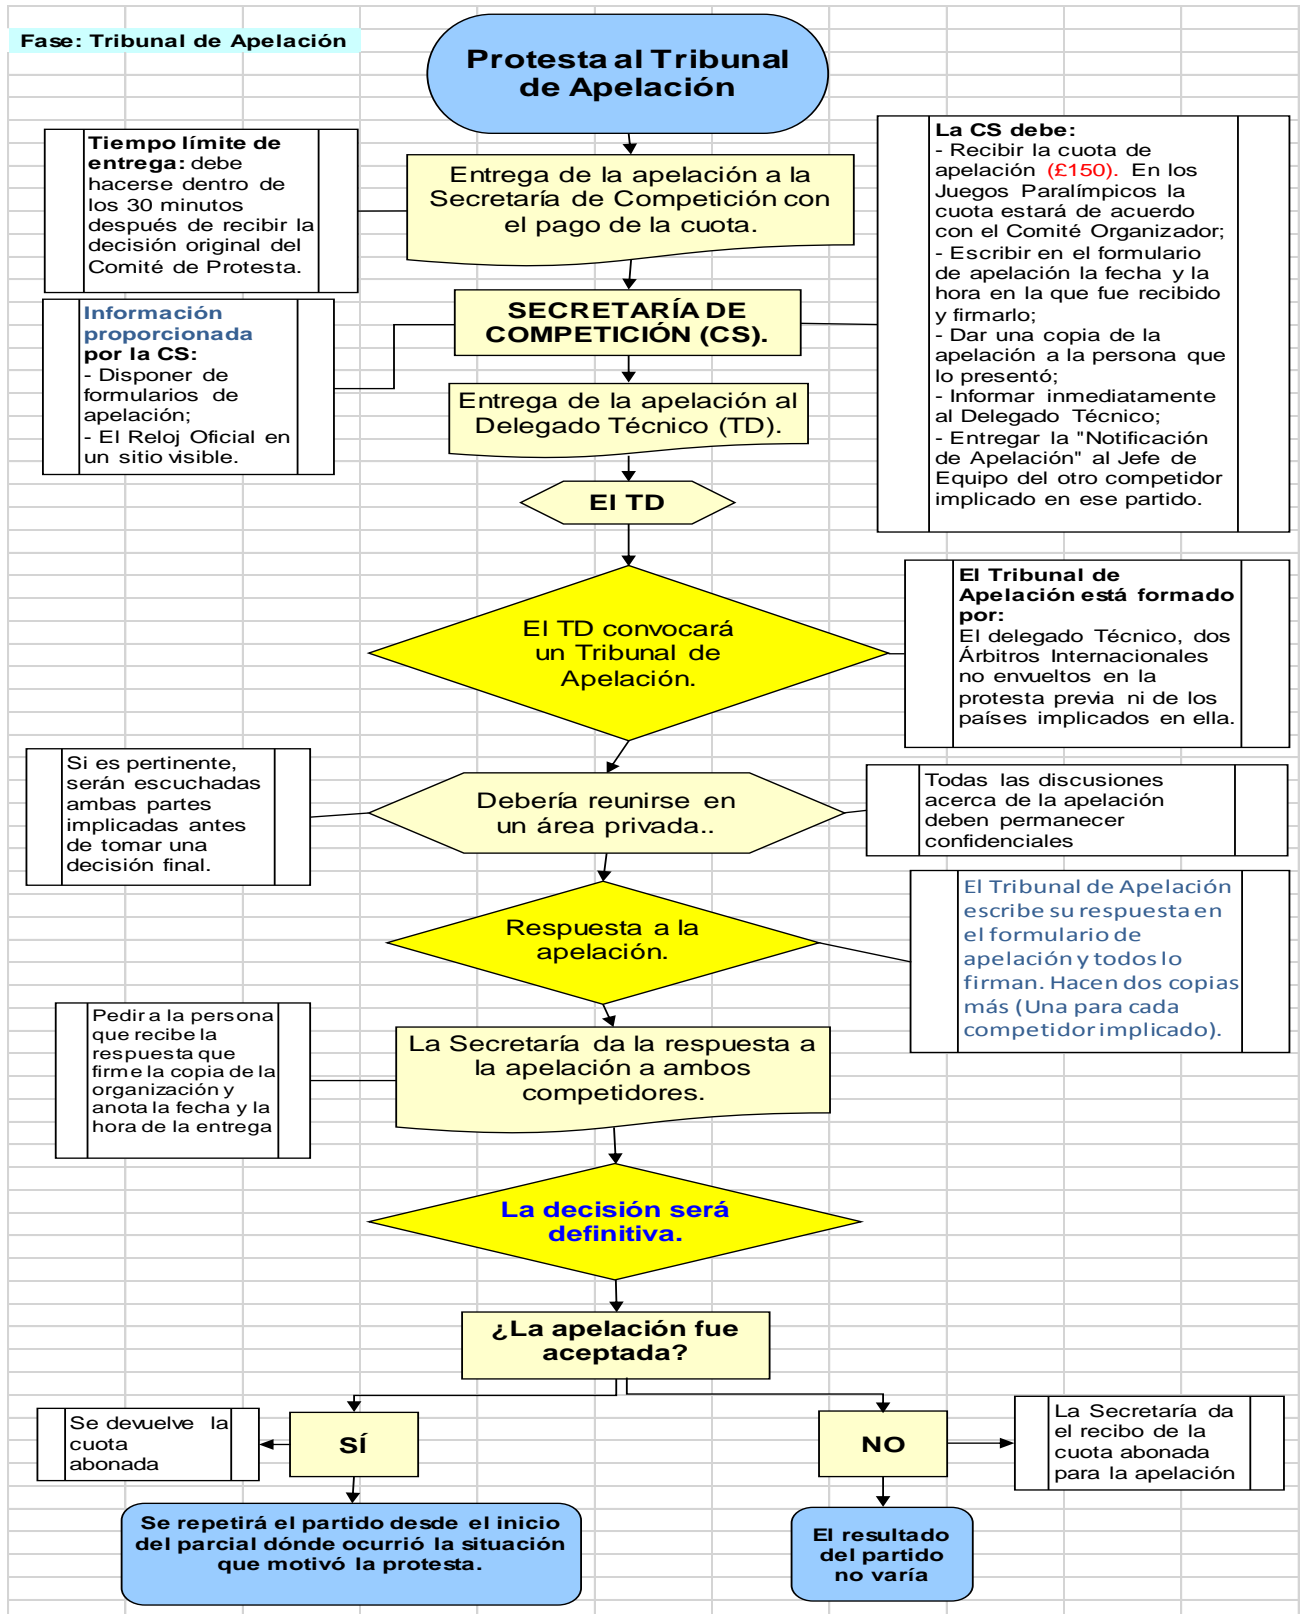 Fase: Tribunal de Apelación
Protesta al Tribunal
de Apelación
Tiempo límite de
entrega: debe
hacerse dentro de
los 30 minutos
después de recibir la
decisión original del
Comité de Protesta.
Entrega de la apelación a la
Secretaría de Competición con
el pago de la cuota.
La CS debe:
- Recibir la cuota de
apelación (£150). En los
Juegos Paralímpicos la
cuota estará de acuerdo
con el Comité Organizador;
- Escribir en el formulario
de apelación la fecha y la
hora en la que fue recibido
y firmarlo;
- Dar una copia de la
apelación a la persona que
lo presentó;
- Informar inmediatamente
al Delegado Técnico;
- Entregar la "Notificación
de Apelación" al Jefe de
Equipo del otro competidor
implicado en ese partido.
Información
proporcionada
por la CS:
- Disponer de
formularios de
apelación;
- El Reloj Oficial en
un sitio visible.
SECRETARÍA DE
COMPETICIÓN (CS).
Entrega de la apelación al
Delegado Técnico (TD).
El TD
El TD convocará
un Tribunal de
Apelación.
El Tribunal de
Apelación está formado
por:
El delegado Técnico, dos
Árbitros Internacionales
no envueltos en la
protesta previa ni de los
países implicados en ella.
Si es pertinente,
serán escuchadas
ambas partes
implicadas antes
de tomar una
decisión final.
Debería reunirse en
un área privada..
Todas las discusiones
acerca de la apelación
deben permanecer
confidenciales
Respuesta a la
apelación.
El Tribunal de Apelación
escribe su respuesta en
el formulario de
apelación y todos lo
firman. Hacen dos copias
más (Una para cada
competidor implicado).
Pedir a la persona
que recibe la
respuesta que
firme la copia de la
organización y
anota la fecha y la
hora de la entrega
La Secretaría da la respuesta a
la apelación a ambos
competidores.
La decisión será
definitiva.
¿La apelación fue
aceptada?
Se devuelve la
cuota
abonada
SÍ
NO
La Secretaría da
el recibo de la
cuota abonada
para la apelación
Se repetirá el partido desde el inicio
del parcial dónde ocurrió la situación
que motivó la protesta.
El resultado
del partido
no varía